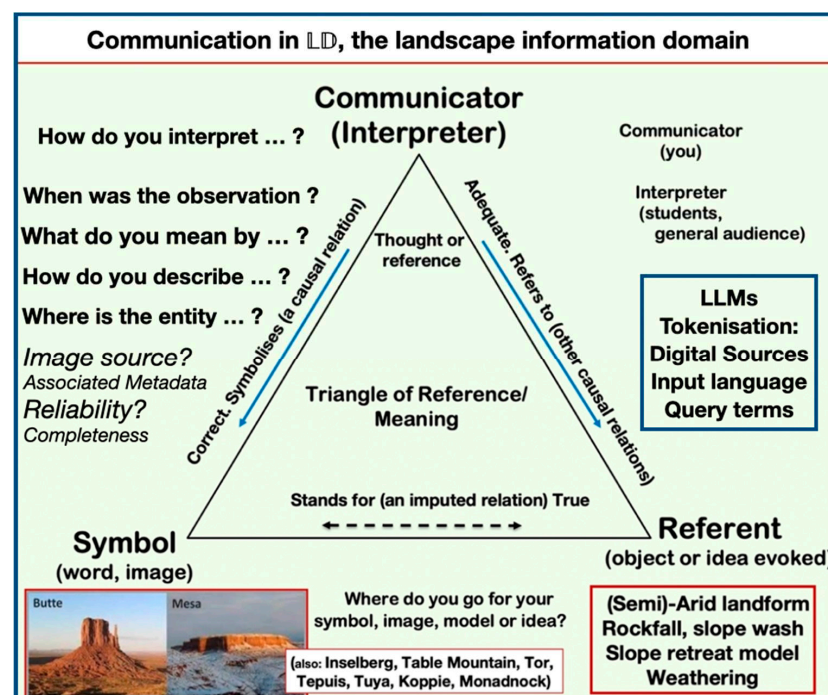 Communication in 𝕃𝔻, the landscape information domain
Communicator
(Interpreter)
How do you interpret ... ?
When was the observation ?
What do you mean by ... ?
How do you describe ... ?
Where is the entity ... ?
Image source?
Associated Metadata
Reliability?
Completeness
Communicator
(you)
Interpreter
(students,
general audience)
LLMs
Tokenisation:
Digital Sources
Input language
Query terms
Thought or
reference
Correct. Symbolises (a causal relation)
Adequate. Refers to (other causal relations)
Triangle of Reference/
Meaning
Stands for (an imputed relation) True
Symbol
(word, image)
Referent
(object or idea evoked)
Butte
Mesa
Where do you go for your
symbol, image, model or idea?
(also: Inselberg, Table Mountain, Tor,
Tepuis, Tuya, Koppie, Monadnock)
(Semi)-Arid landform
Rockfall, slope wash
Slope retreat model
Weathering